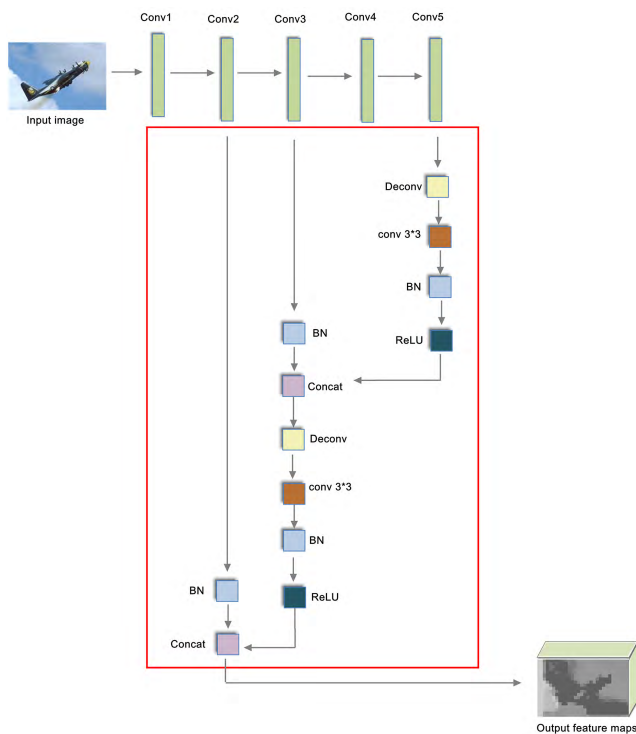 Conv1
Conv2
Conv3
Conv4
Conv5
Input image
Deconv
conv 3*3
BN
ReLU
BN
Concat
Deconv
conv 3*3
BN
ReLU
BN
Concat
Output feature maps